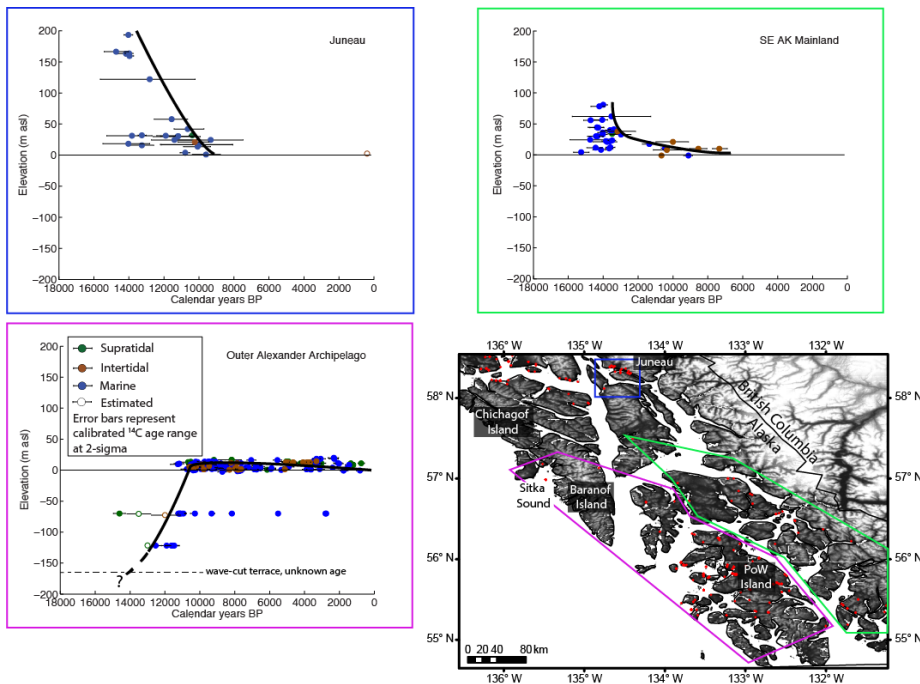 200
150
100
50
0
−50
−100
−150
200
Elevation (m asl)
Juneau
18000 16000 14000 12000 10000 8000 6000 4000 2000 0
Calendar years BP
200
150
100
50
0
−50
−100
−150
200
Elevation (m asl)
SE AK Mainland
18000 16000 14000 12000 10000 8000 6000 4000 2000 0
Calendar years BP
200
150
100
50
0
−50
−100
−150
200
Elevation (m asl)
Supratidal
Intertidal
Marine
Estimated
Error bars represent
calibrated ¹⁴C age range
at 2-sigma
Outer Alexander Archipelago
?
wave-cut terrace, unknown age
18000 16000 14000 12000 10000 8000 6000 4000 2000 0
Calendar years BP
136° 135° 134° 133° 132°
58° N
57° N
56° N
55° N
Juneau
British Columbia
Alaska
Chichagof
Island
Sitka
Sound
Baranof
Island
PoW
Island
0 20 40 80km
58° N
57° N
56° N
55° N
136° 135° 134° 133° 132°